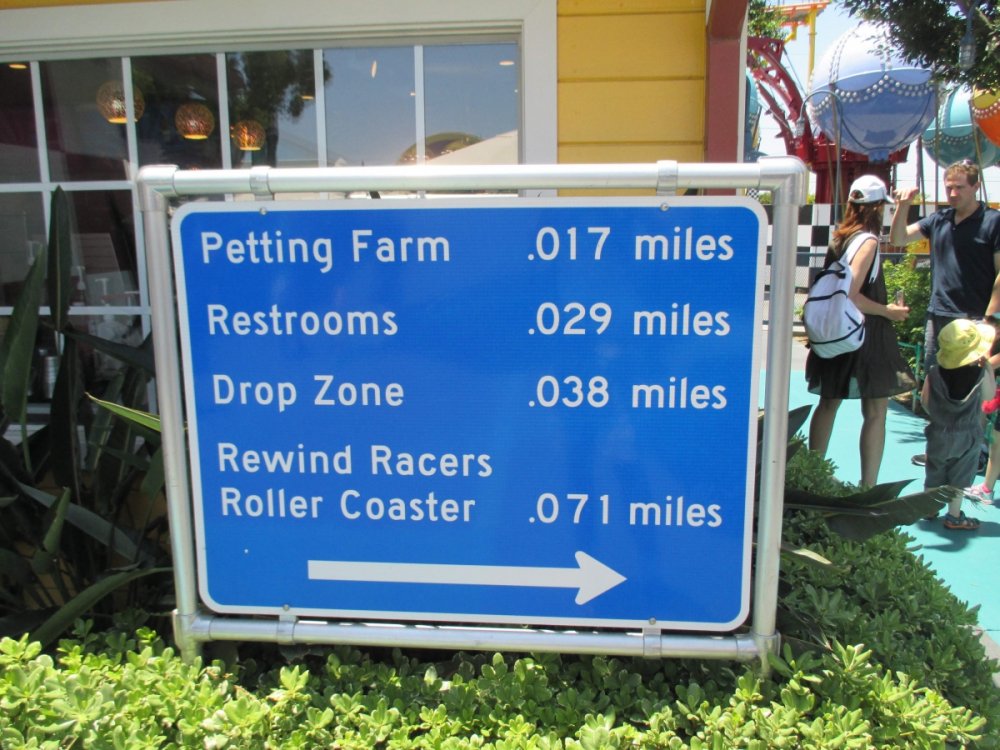 Petting Farm .017 miles
Restrooms .029 miles
Drop Zone .038 miles
Rewind Racers
Roller Coaster .071 miles